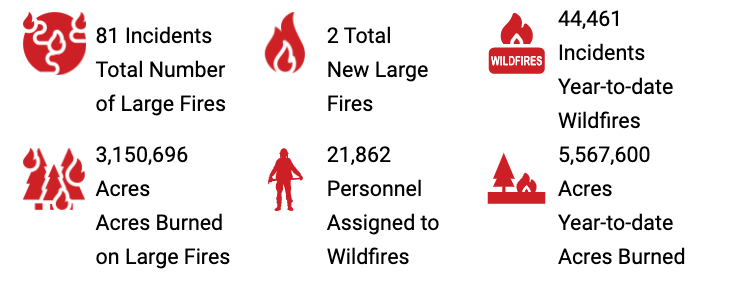 81 Incidents
Total Number
of Large Fires
2 Total
New Large
Fires
WILDFIRES
44,461
Incidents
Year-to-date
Wildfires
3,150,696
Acres
Acres Burned
on Large Fires
21,862
Personnel
Assigned to
Wildfires
5,567,600
Acres
Year-to-date
Acres Burned